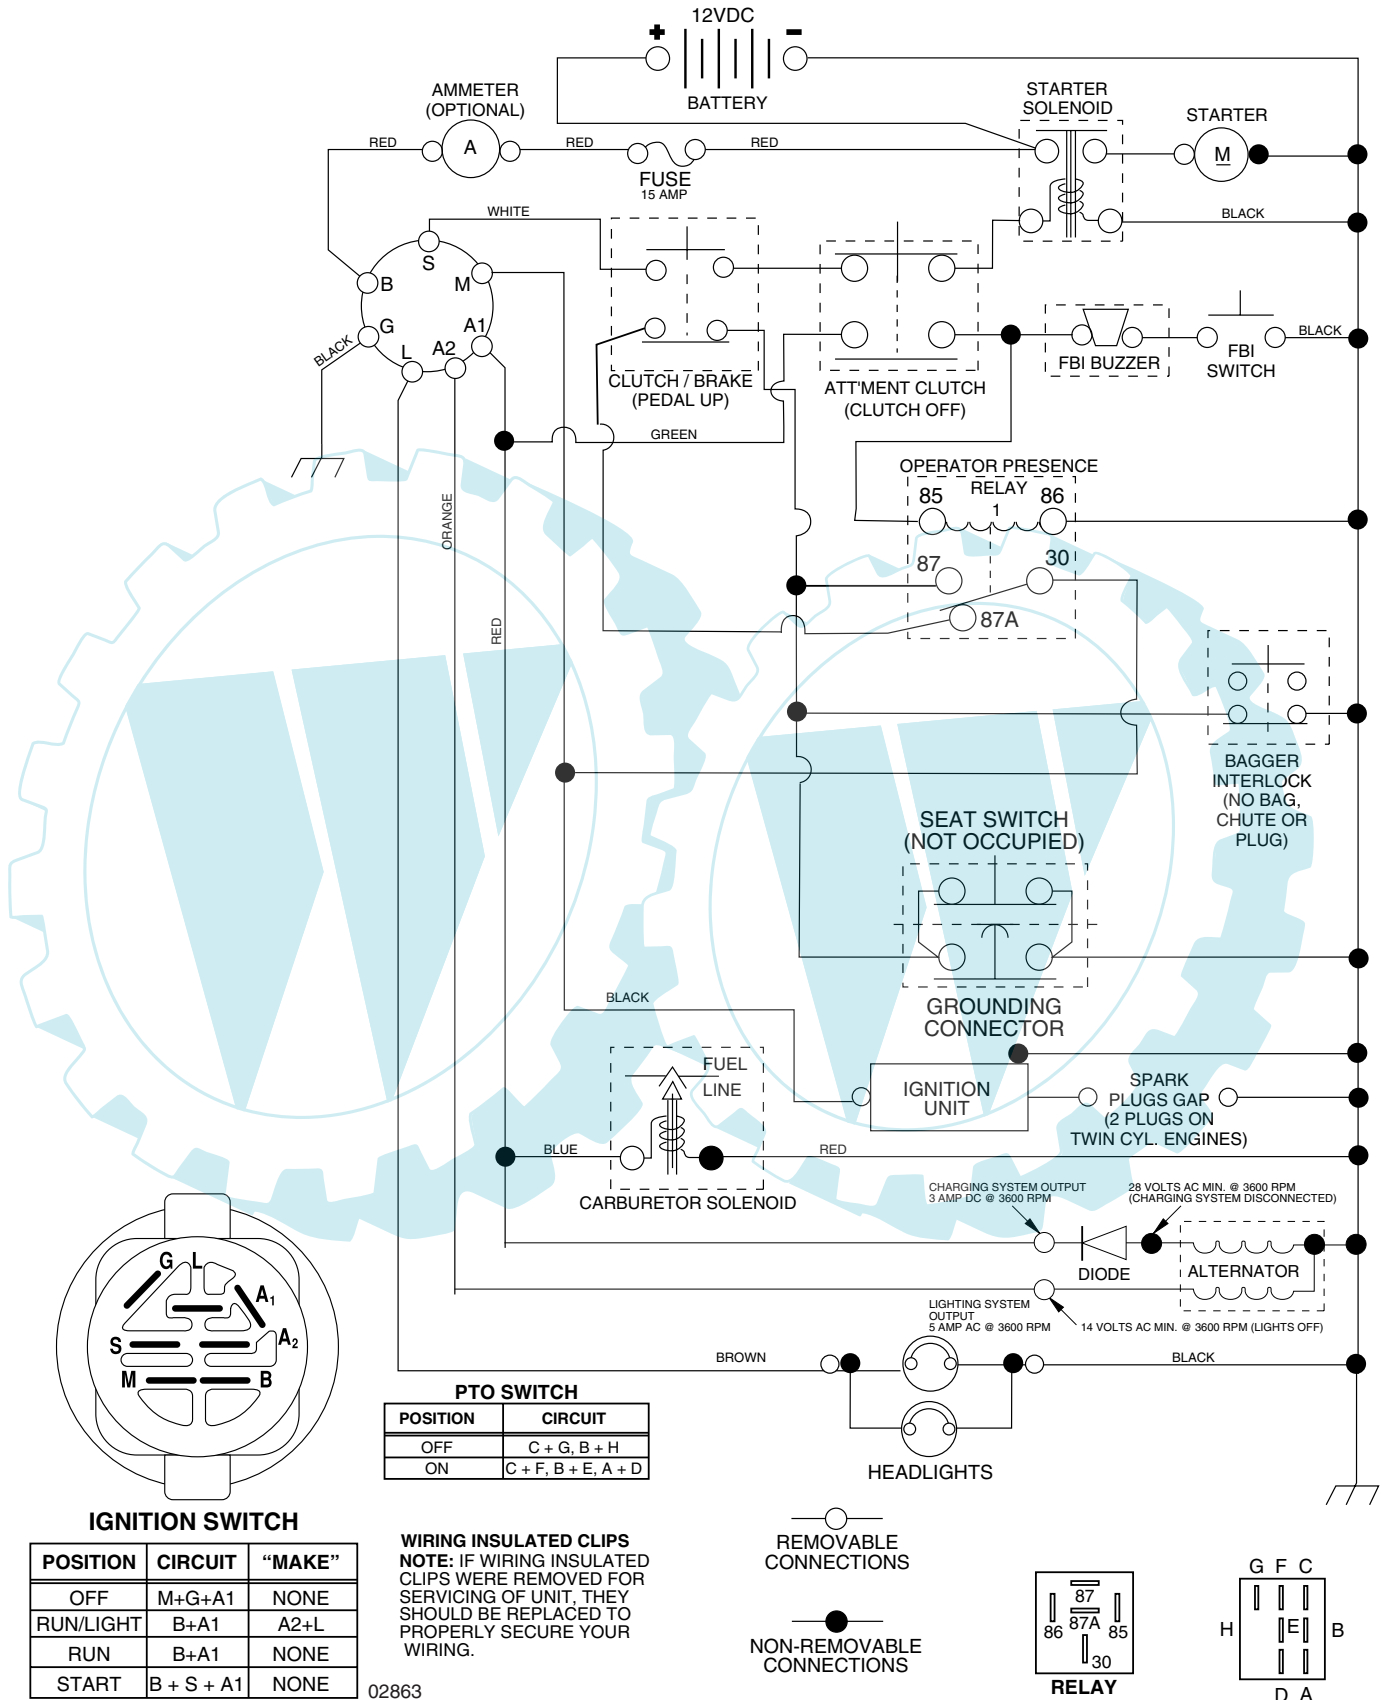 12VDC
+ −
BATTERY
AMMETER
(OPTIONAL)
STARTER
SOLENOID
STARTER
RED
A
RED
RED
M
FUSE
15 AMP
WHITE
BLACK
S
B
M
G
A1
L
A2
BLACK
CLUTCH / BRAKE
(PEDAL UP)
ATT'MENT CLUTCH
(CLUTCH OFF)
FBI BUZZER
FBI
SWITCH
BLACK
GREEN
ORANGE
RED
OPERATOR PRESENCE
RELAY
85
1
86
87
30
87A
BAGGER
INTERLOCK
(NO BAG,
CHUTE OR
PLUG)
SEAT SWITCH
(NOT OCCUPIED)
GROUNDING
CONNECTOR
BLACK
FUEL
LINE
IGNITION
UNIT
SPARK
PLUGS GAP
(2 PLUGS ON
TWIN CYL. ENGINES)
BLUE
RED
CARBURETOR SOLENOID
CHARGING SYSTEM OUTPUT
3 AMP DC @ 3600 RPM
28 VOLTS AC MIN. @ 3600 RPM
(CHARGING SYSTEM DISCONNECTED)
DIODE
ALTERNATOR
LIGHTING SYSTEM
OUTPUT
5 AMP AC @ 3600 RPM
14 VOLTS AC MIN. @ 3600 RPM (LIGHTS OFF)
BROWN
BLACK
HEADLIGHTS
G L
A1
S
A2
M
B
IGNITION SWITCH
POSITION CIRCUIT “MAKE”
OFF M+G+A1 NONE
RUN/LIGHT B+A1 A2+L
RUN B+A1 NONE
START B + S + A1 NONE
02863
PTO SWITCH
POSITION CIRCUIT
OFF C + G, B + H
ON C + F, B + E, A + D
WIRING INSULATED CLIPS
NOTE: IF WIRING INSULATED
CLIPS WERE REMOVED FOR
SERVICING OF UNIT, THEY
SHOULD BE REPLACED TO
PROPERLY SECURE YOUR
WIRING.
REMOVABLE
CONNECTIONS
NON-REMOVABLE
CONNECTIONS
87
86 87A 85
30
RELAY
G F C
H E B
D A